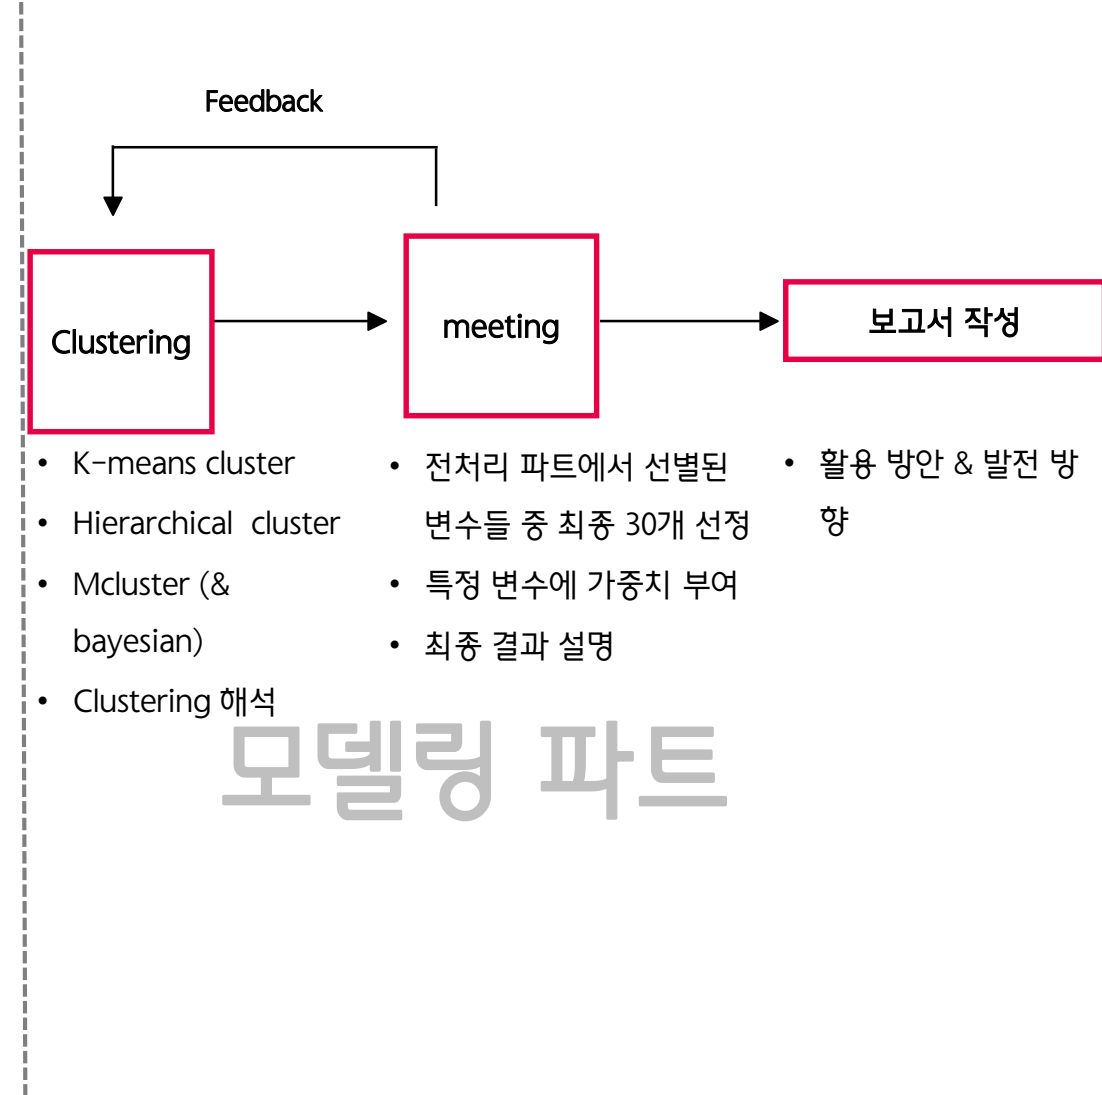 Feedback
Clustering
meeting
보고서 작성
• K-means cluster
• Hierarchical cluster
• Mcluster (&
bayesian)
• Clustering 해석
• 전처리 파트에서 선별된
변수들 중 최종 30개 선정
• 특정 변수에 가중치 부여
• 최종 결과 설명
• 활용 방안 & 발전 방
향
모델링 파트